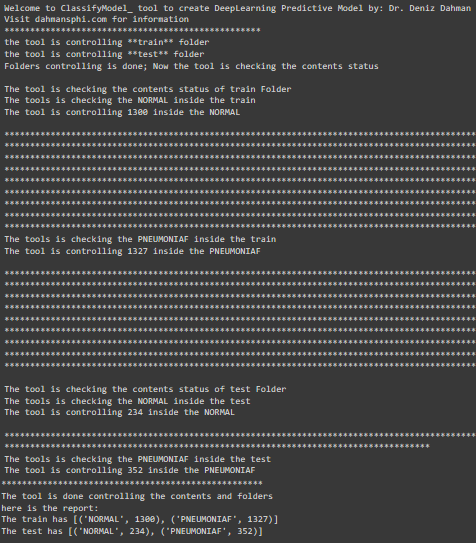 Welcome to ClassifyModel_ tool to create DeepLearning Predictive Model by: Dr. Deniz Dahman
Visit dahmansphi.com for information
**************************************************
the tool is controlling **train** folder
the tool is controlling **test** folder
Folders controlling is done; Now the tool is checking the contents status
The tool is checking the contents status of train Folder
The tools is checking the NORMAL inside the train
The tool is controlling 1300 inside the NORMAL
********************************************************************************************
********************************************************************************************
********************************************************************************************
********************************************************************************************
********************************************************************************************
********************************************************************************************
********************************************************************************************
********************************************************************************************
********************************************************************************************
The tools is checking the PNEUMONIAF inside the train
The tool is controlling 1327 inside the PNEUMONIAF
********************************************************************************************
********************************************************************************************
********************************************************************************************
********************************************************************************************
********************************************************************************************
********************************************************************************************
********************************************************************************************
********************************************************************************************
********************************************************************************************
The tool is checking the contents status of test Folder
The tools is checking the NORMAL inside the test
The tool is controlling 234 inside the NORMAL
********************************************************************************************
***********************************************************************************
The tools is checking the PNEUMONIAF inside the test
The tool is controlling 352 inside the PNEUMONIAF
***************************************************
The tool is done controlling the contents and folders
here is the report:
The train has [('NORMAL', 1300), ('PNEUMONIAF', 1327)]
The test has [('NORMAL', 234), ('PNEUMONIAF', 352)]